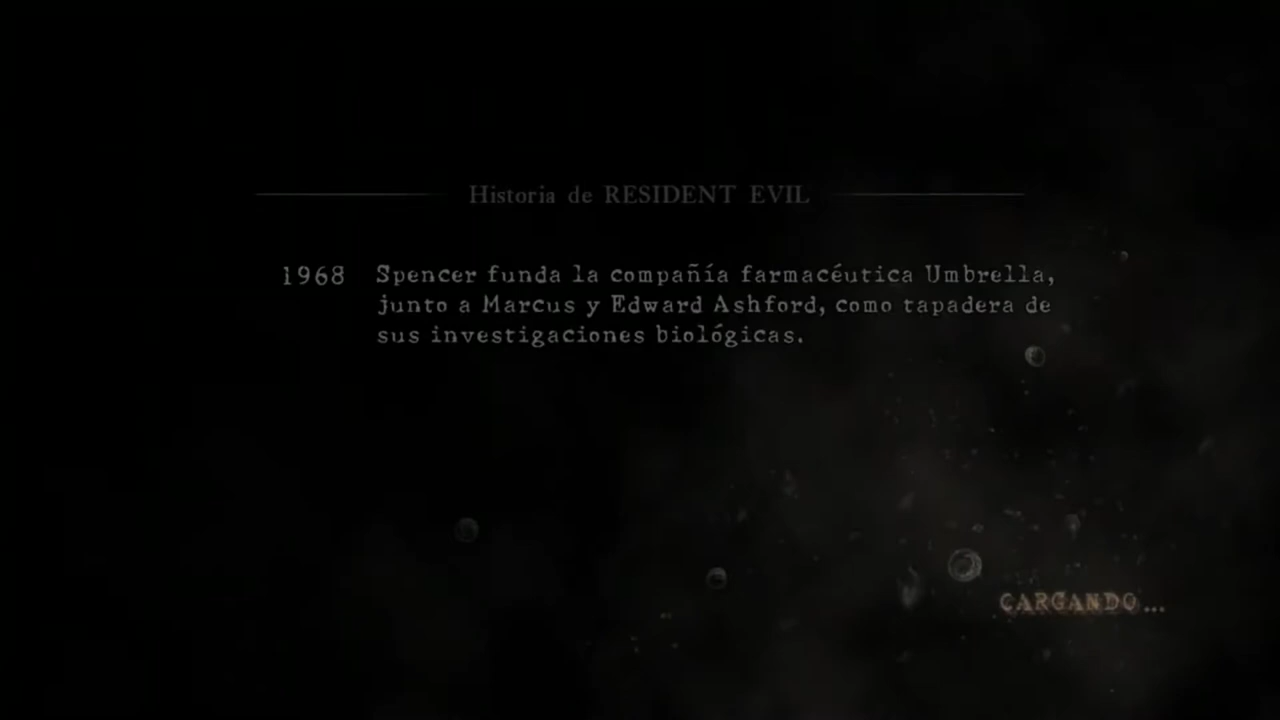 Historia de RESIDENT EVIL
1968 Spencer funda la compañía farmacéutica Umbrella,
junto a Marcus y Edward Ashford, como tapadera de
sus investigaciones biológicas.
CARGANDO...